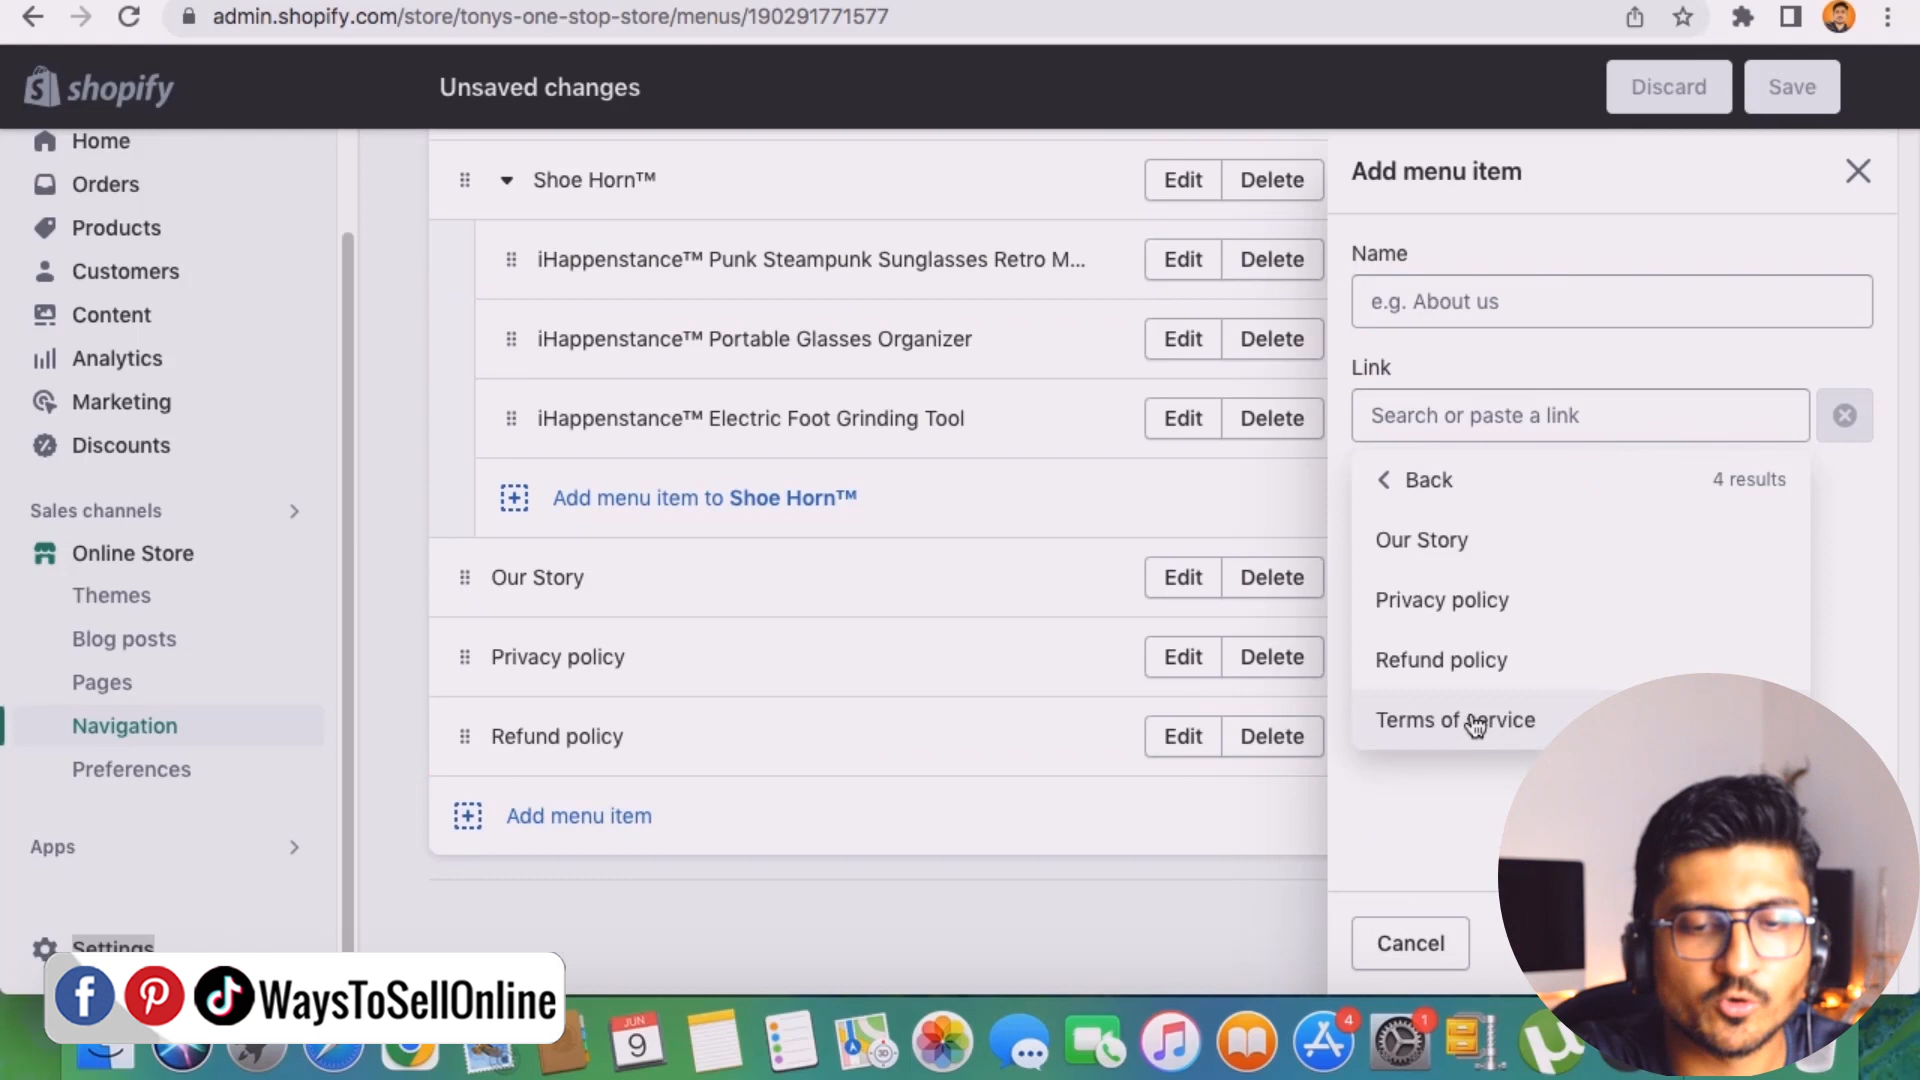 admin.shopify.com/store/tonys-one-stop-store/menus/190291771577
shopify
Unsaved changes
Discard
Save
Home
Orders
Products
Customers
Content
Analytics
Marketing
Discounts
Sales channels
Online Store
Themes
Blog posts
Pages
Navigation
Preferences
Apps
Settings
Shoe Horn™
Edit
Delete
iHappenstance™ Punk Steampunk Sunglasses Retro M...
Edit
Delete
iHappenstance™ Portable Glasses Organizer
Edit
Delete
iHappenstance™ Electric Foot Grinding Tool
Edit
Delete
Add menu item to Shoe Horn™
Our Story
Edit
Delete
Privacy policy
Edit
Delete
Refund policy
Edit
Delete
Add menu item
Add menu item
Name
e.g. About us
Link
Search or paste a link
Back
4 results
Our Story
Privacy policy
Refund policy
Terms of service
Cancel
WaysToSellOnline
JUN
9
3D
4
1